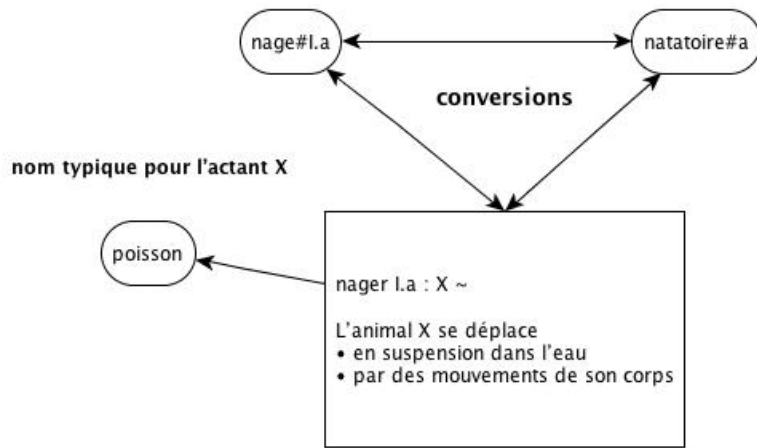 nage#I.a
natatoire#a
conversions
nom typique pour l'actant X
poisson
nager I.a : X ~
L'animal X se déplace
• en suspension dans l'eau
• par des mouvements de son corps